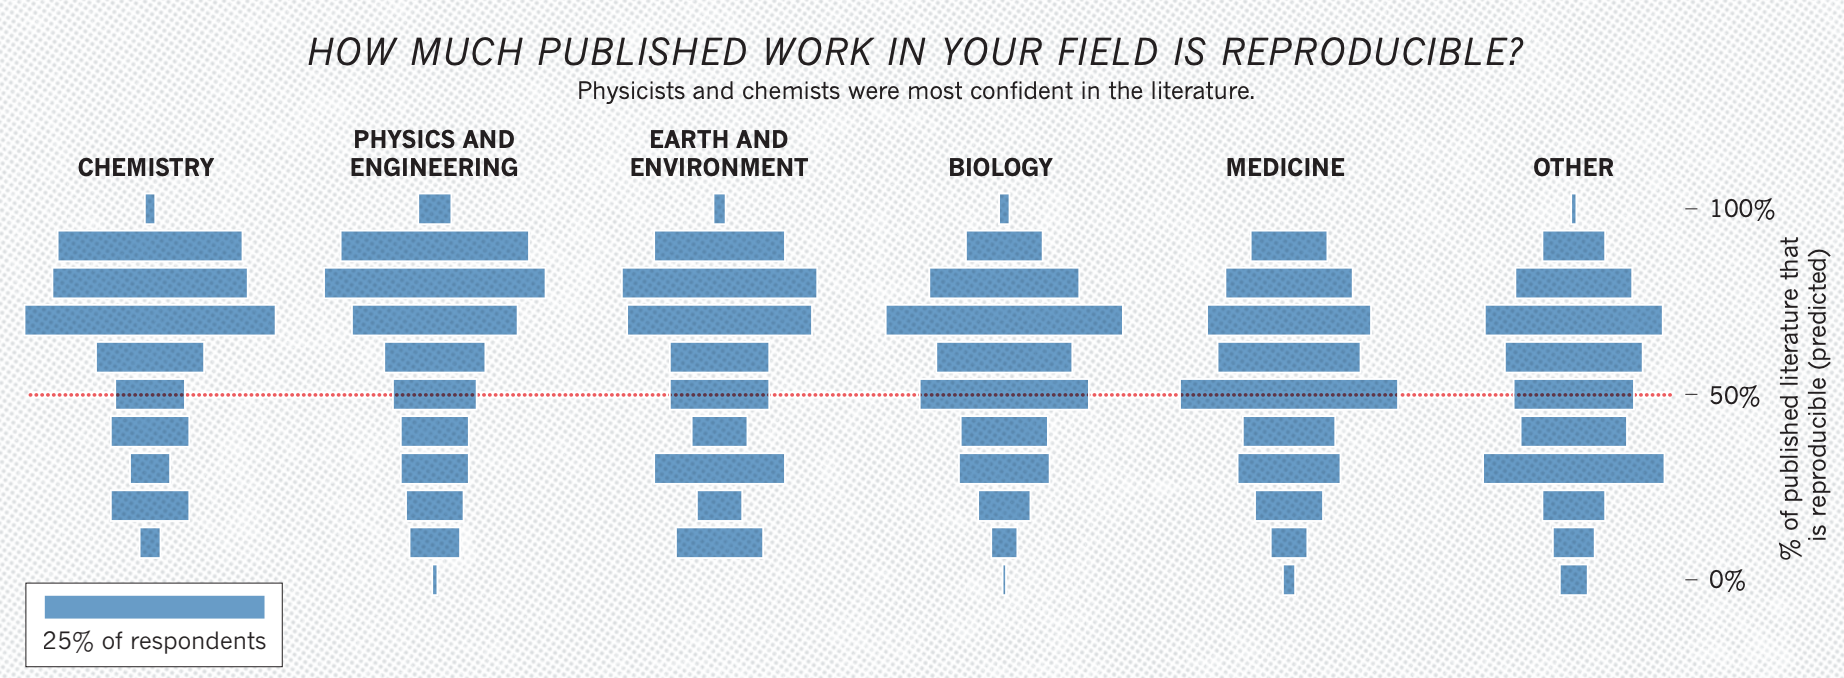 HOW MUCH PUBLISHED WORK IN YOUR FIELD IS REPRODUCIBLE?
Physicists and chemists were most confident in the literature.
CHEMISTRY
PHYSICS AND
ENGINEERING
EARTH AND
ENVIRONMENT
BIOLOGY
MEDICINE
OTHER
100%
50%
0%
% of published literature that
is reproducible (predicted)
25% of respondents